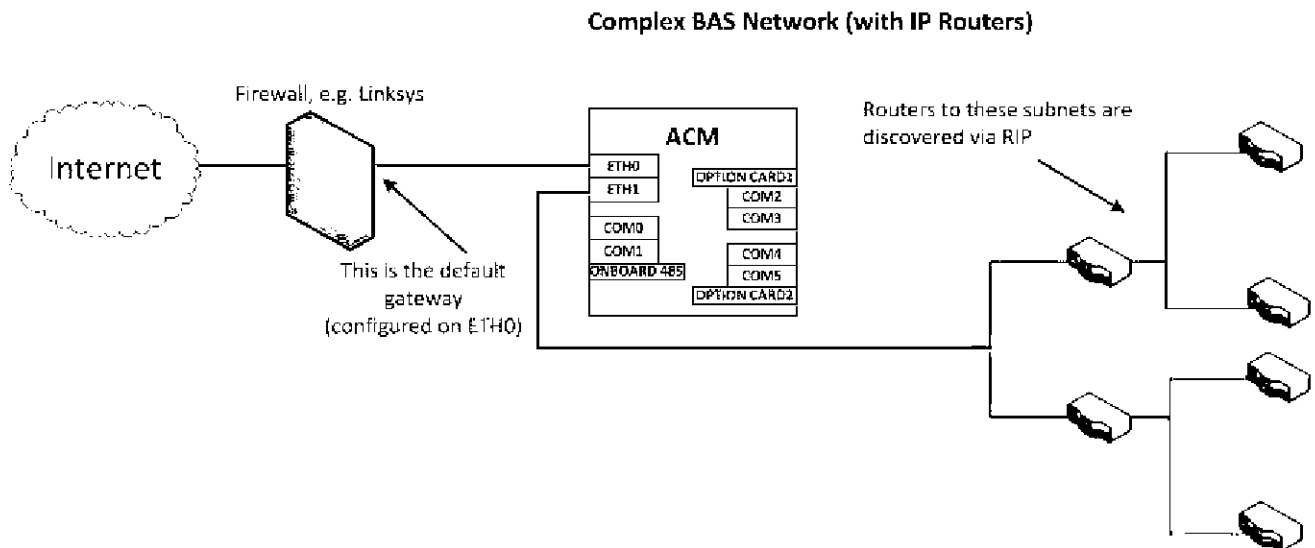 Complex BAS Network (with IP Routers)
Firewall, e.g. Linksys
Internet
This is the default
gateway
(configured on ETH0)
ACM
ETH0
ETH1
COM0
COM1
ONBOARD 485
OPTION CARD1
COM2
COM3
COM4
COM5
OPTION CARD2
Routers to these subnets are
discovered via RIP